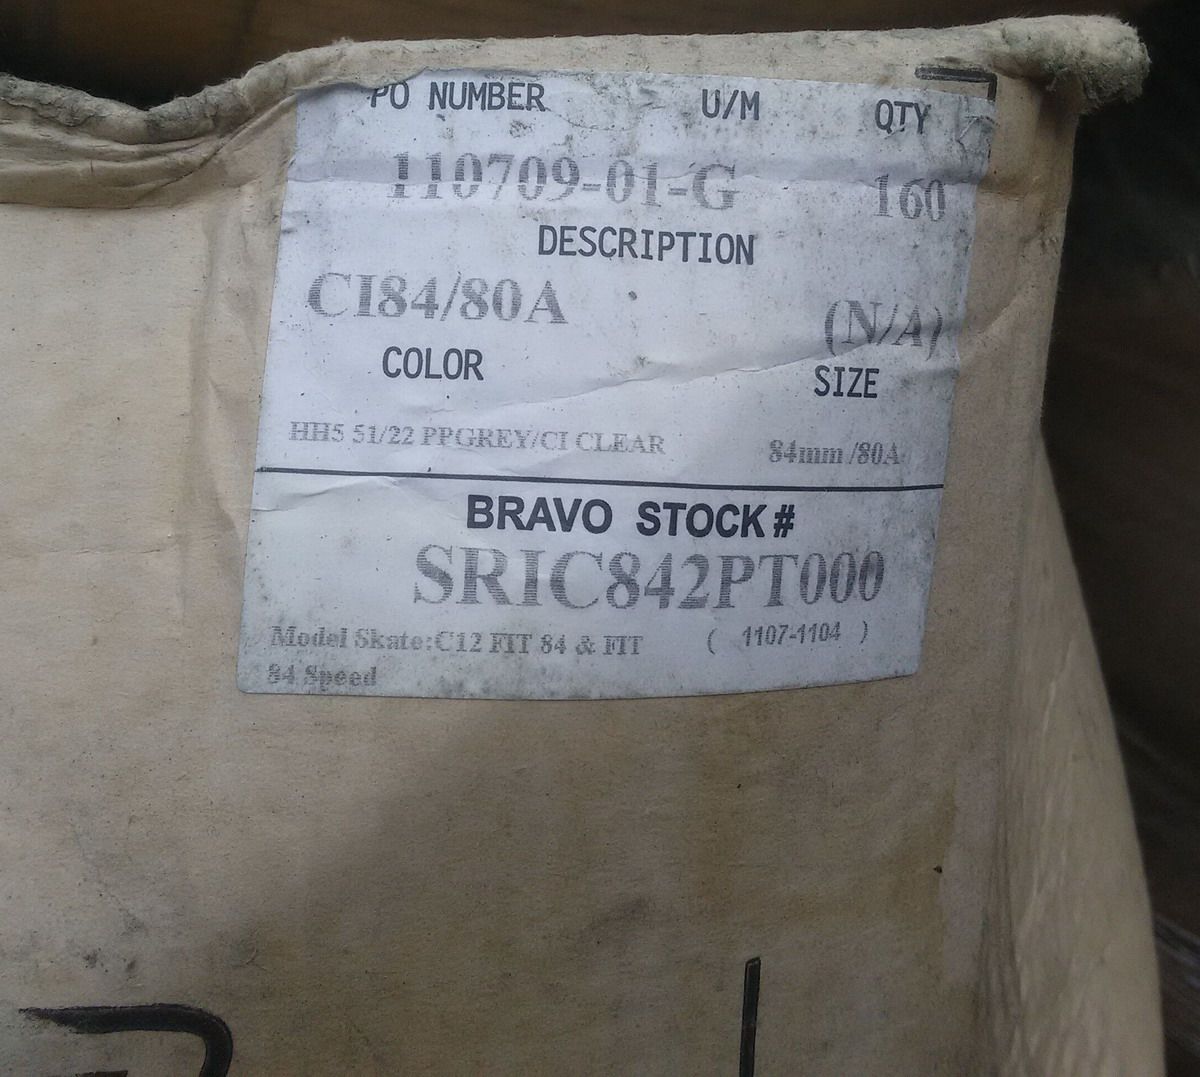 PO NUMBER U/M QTY
110709-01-G 160
DESCRIPTION
CI84/80A (N/A)
COLOR SIZE
HH5 51/22 PPGREY/CI CLEAR 84mm /80A
BRAVO STOCK#
SRIC842PT000
Model Skate:C12 FIT 84 & FIT ( 1107-1104 )
84 Speed